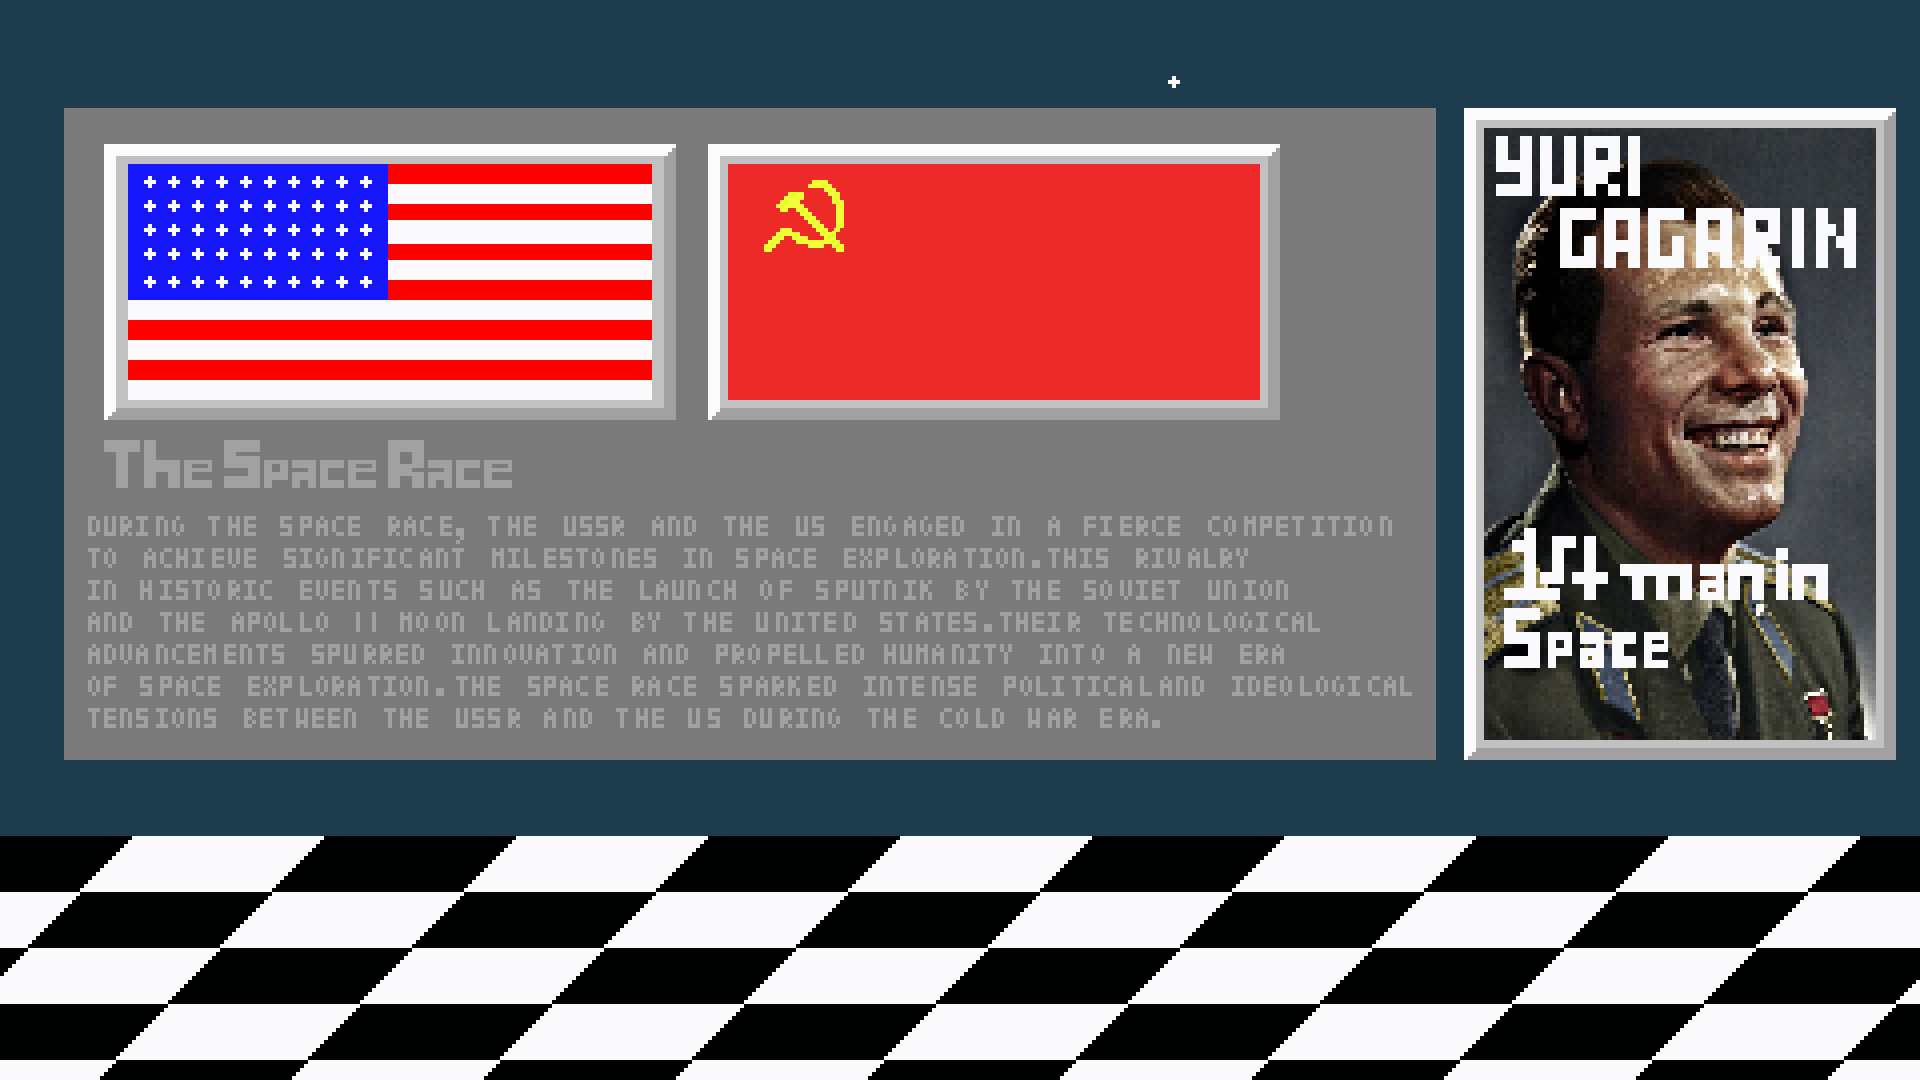 The Space Race
DURING THE SPACE RACE, THE USSR AND THE US ENGAGED IN A FIERCE COMPETITION
TO ACHIEVE SIGNIFICANT MILESTONES IN SPACE EXPLORATION.THIS RIVALRY
IN HISTORIC EVENTS SUCH AS THE LAUNCH OF SPUTNIK BY THE SOVIET UNION
AND THE APOLLO 11 MOON LANDING BY THE UNITED STATES.THEIR TECHNOLOGICAL
ADVANCEMENTS SPURRED INNOVATION AND PROPELLED HUMANITY INTO A NEW ERA
OF SPACE EXPLORATION.THE SPACE RACE SPARKED INTENSE POLITICALAND IDEOLOGICAL
TENSIONS BETWEEN THE USSR AND THE US DURING THE COLD WAR ERA.
YURI
GAGARIN
1st man in
Space